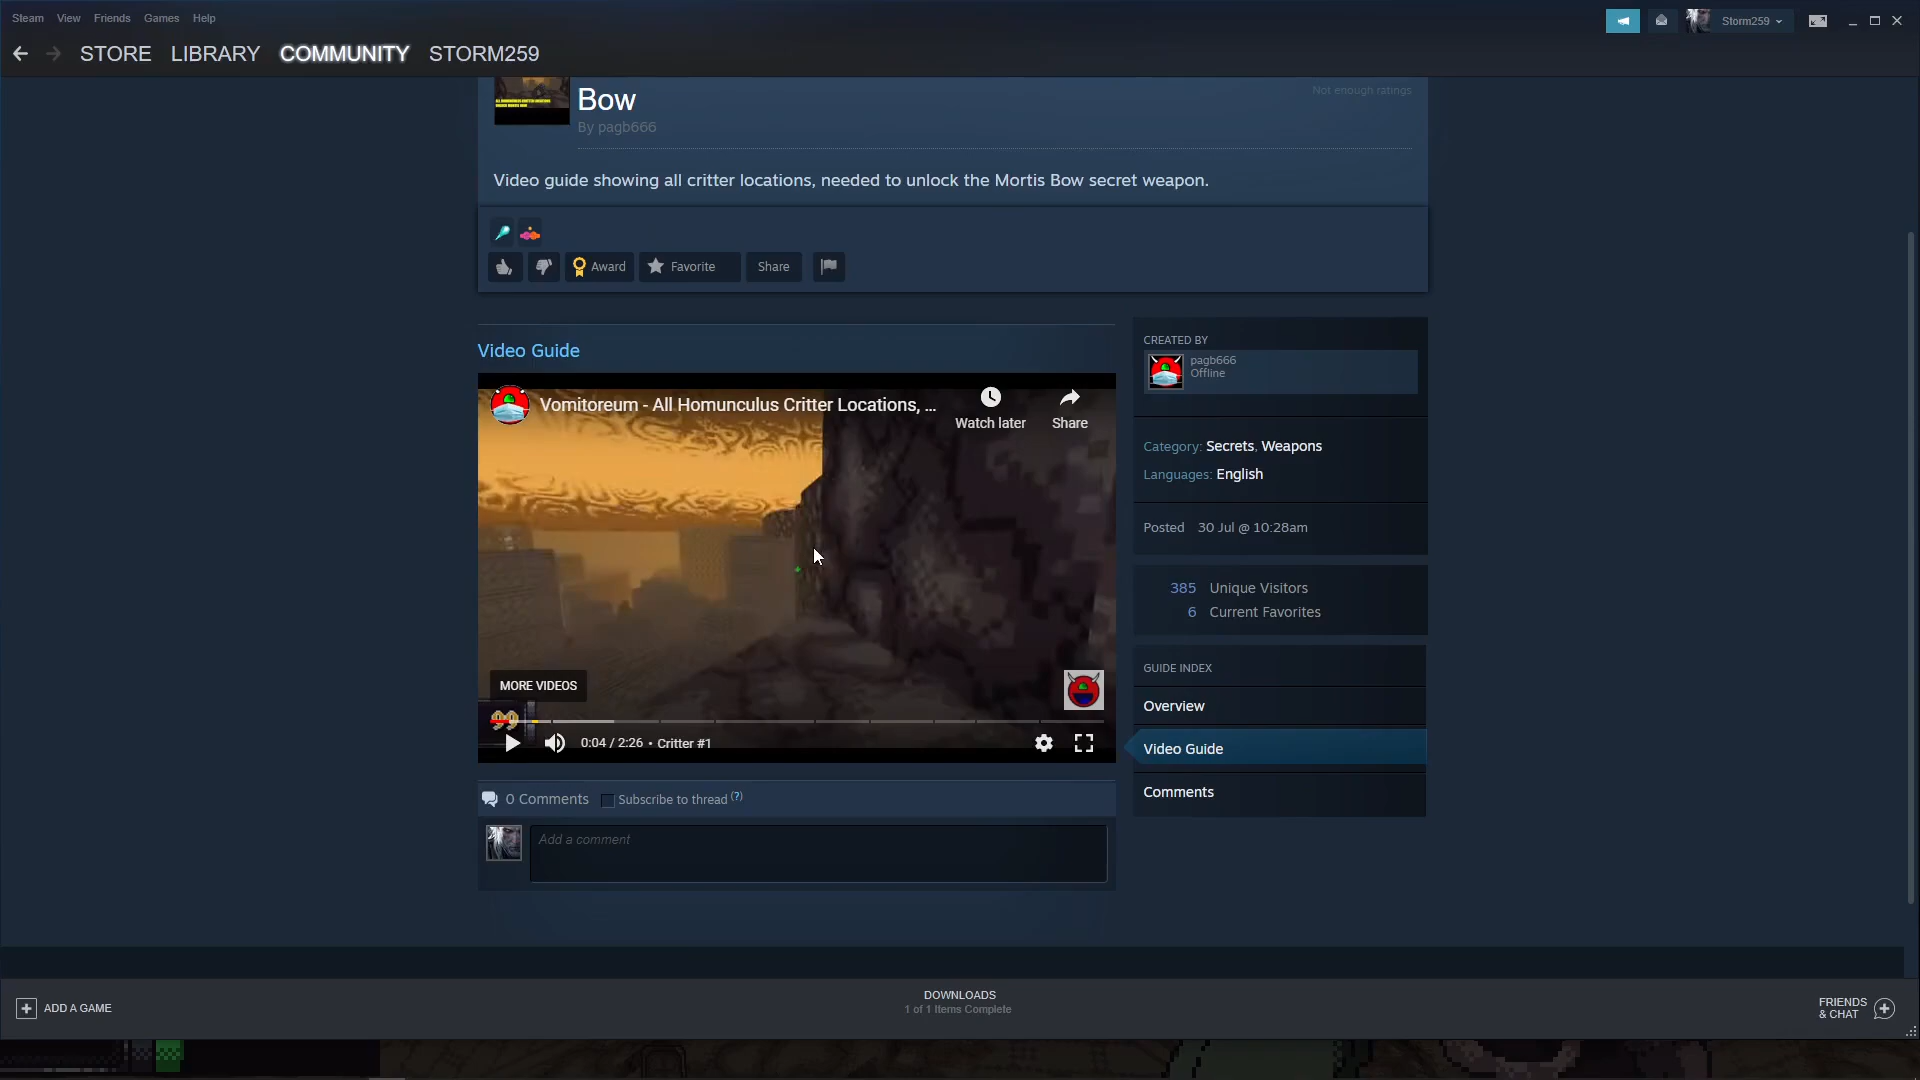 Steam View Friends Games Help
Storm259
STORE LIBRARY COMMUNITY STORM259
Bow
Not enough ratings
By pagb666
Video guide showing all critter locations, needed to unlock the Mortis Bow secret weapon.
Award Favorite Share
Video Guide
Vomitoreum - All Homunculus Critter Locations, ...
Watch later Share
MORE VIDEOS
99
0:04 / 2:26 • Critter #1
0 Comments Subscribe to thread (?)
Add a comment
CREATED BY
pagb666
Offline
Category: Secrets, Weapons
Languages: English
Posted 30 Jul @ 10:28am
385 Unique Visitors
6 Current Favorites
GUIDE INDEX
Overview
Video Guide
Comments
ADD A GAME
DOWNLOADS
1 of 1 Items Complete
FRIENDS
& CHAT